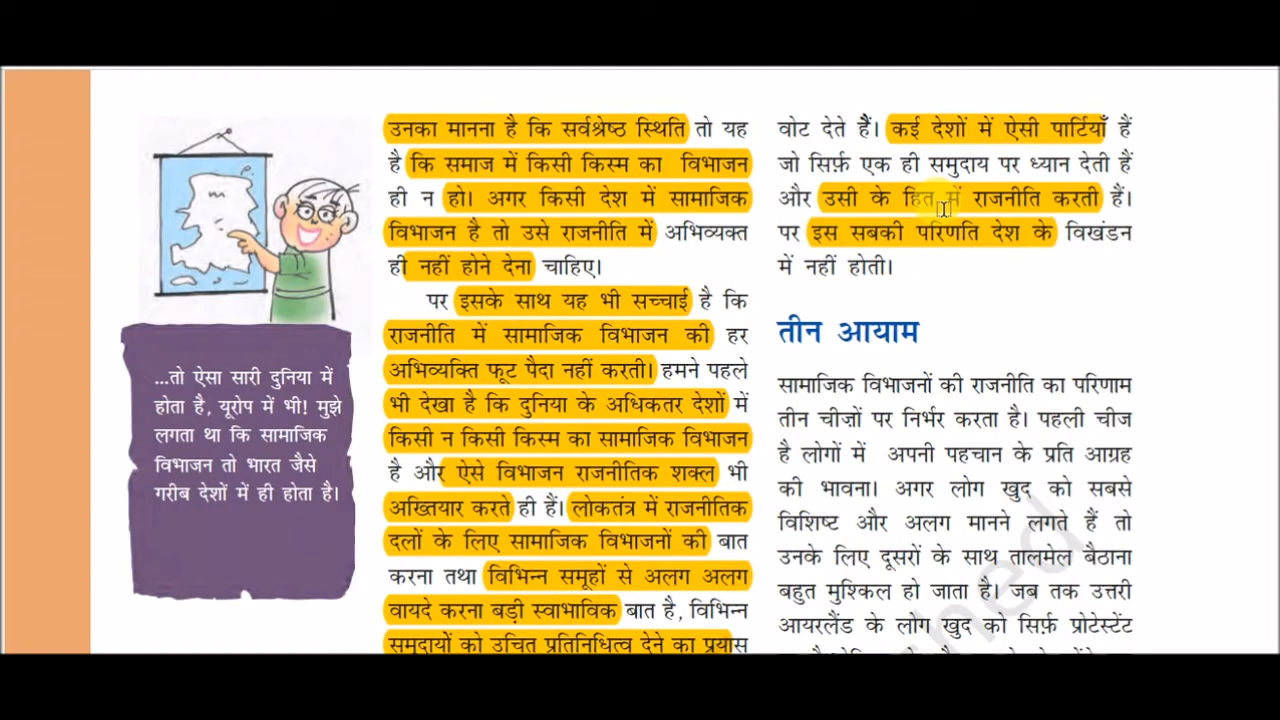 ...तो ऐसा सारी दुनिया में
होता है, यूरोप में भी! मुझे
लगता था कि सामाजिक
विभाजन तो भारत जैसे
गरीब देशों में ही होता है।
उनका मानना है कि सर्वश्रेष्ठ स्थिति तो यह
है कि समाज में किसी किस्म का विभाजन
ही न हो। अगर किसी देश में सामाजिक
विभाजन है तो उसे राजनीति में अभिव्यक्त
ही नहीं होने देना चाहिए।
पर इसके साथ यह भी सच्चाई है कि
राजनीति में सामाजिक विभाजन की हर
अभिव्यक्ति फूट पैदा नहीं करती। हमने पहले
भी देखा है कि दुनिया के अधिकतर देशों में
किसी न किसी किस्म का सामाजिक विभाजन
है और ऐसे विभाजन राजनीतिक शक्ल भी
अख्तियार करते ही हैं। लोकतंत्र में राजनीतिक
दलों के लिए सामाजिक विभाजनों की बात
करना तथा विभिन्न समूहों से अलग अलग
वायदे करना बड़ी स्वाभाविक बात है, विभिन्न
समुदायों को उचित प्रतिनिधित्व देने का प्रयास
वोट देते हैं। कई देशों में ऐसी पार्टियाँ हैं
जो सिर्फ़ एक ही समुदाय पर ध्यान देती हैं
और उसी के हित में राजनीति करती हैं।
पर इस सबकी परिणति देश के विखंडन
में नहीं होती।
तीन आयाम
सामाजिक विभाजनों की राजनीति का परिणाम
तीन चीज़ों पर निर्भर करता है। पहली चीज
है लोगों में अपनी पहचान के प्रति आग्रह
की भावना। अगर लोग खुद को सबसे
विशिष्ट और अलग मानने लगते हैं तो
उनके लिए दूसरों के साथ तालमेल बैठाना
बहुत मुश्किल हो जाता है। जब तक उत्तरी
आयरलैंड के लोग खुद को सिर्फ़ प्रोटेस्टेंट